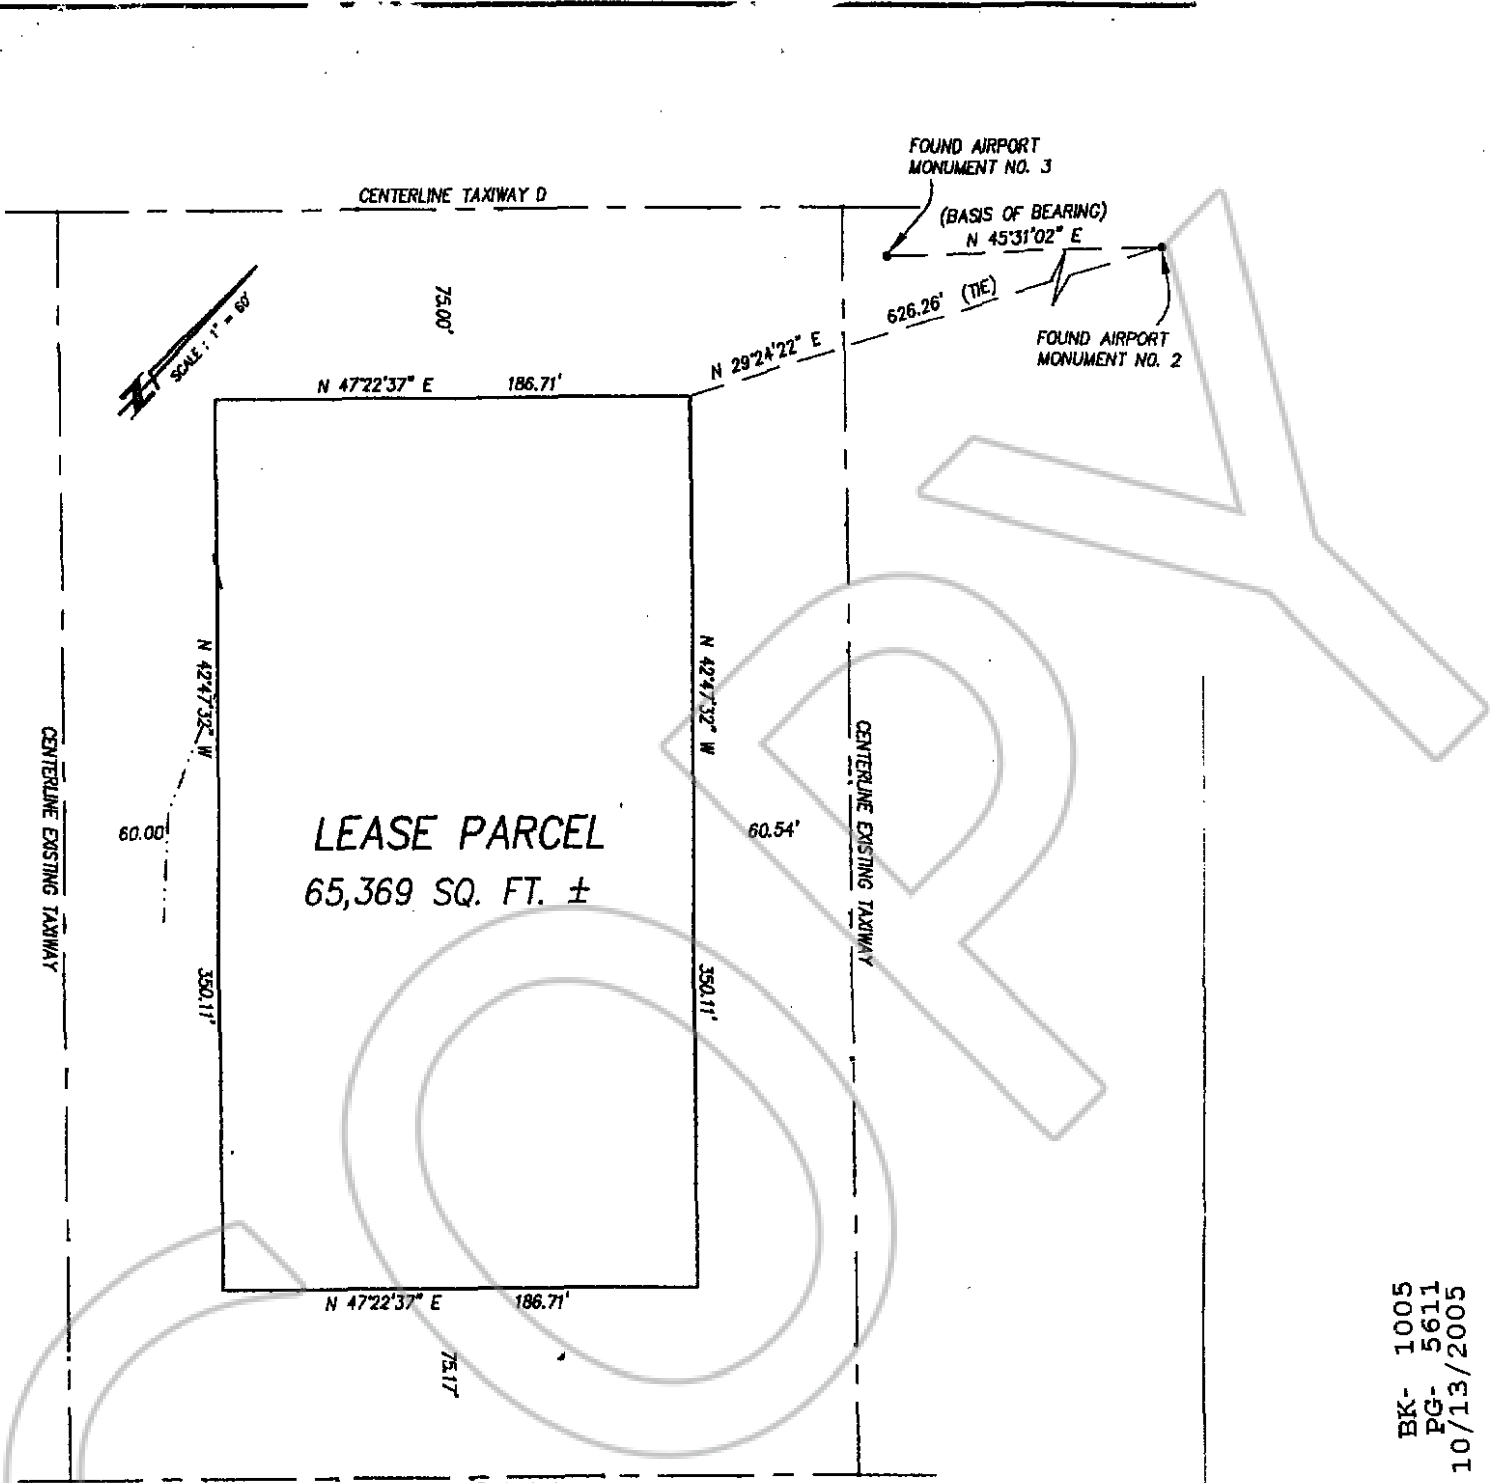 FOUND AIRPORT
MONUMENT NO. 3
CENTERLINE TAXIWAY D
(BASIS OF BEARING)
N 45°31'02" E
SCALE : 1" = 60'
N
75.00'
626.26' (TIE)
N 29°24'22" E
FOUND AIRPORT
MONUMENT NO. 2
N 47°22'37" E 186.71'
N 42°47'32" W
N 42°47'32" W
CENTERLINE EXISTING TAXIWAY
CENTERLINE EXISTING TAXIWAY
60.00'
LEASE PARCEL
60.54'
65,369 SQ. FT. ±
350.11'
350.11'
N 47°22'37" E 186.71'
75.17'
COPY
BK- 1005
PG- 5611
10/13/2005